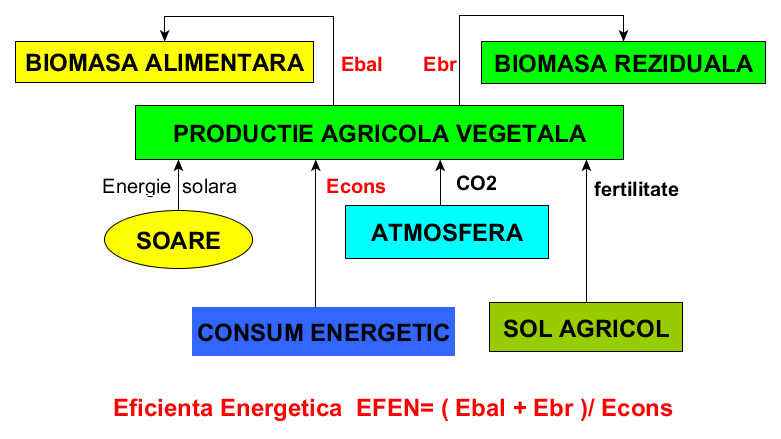 BIOMASA ALIMENTARA
Ebal
Ebr
BIOMASA REZIDUALA
PRODUCTIE AGRICOLA VEGETALA
Energie solara
Econs
CO2
fertilitate
SOARE
ATMOSFERA
CONSUM ENERGETIC
SOL AGRICOL
Eficienta Energetica EFEN= ( Ebal + Ebr )/ Econs